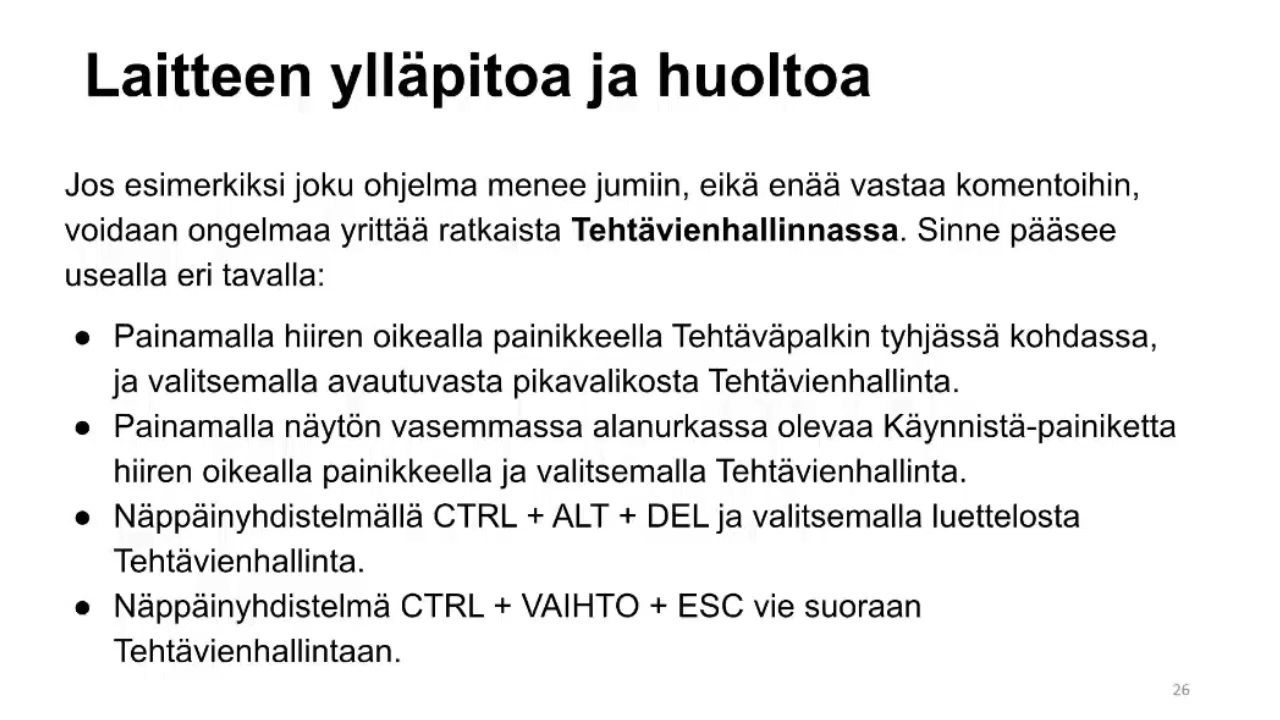 Laitteen ylläpitoa ja huoltoa
Jos esimerkiksi joku ohjelma menee jumiin, eikä enää vastaa komentoihin,
voidaan ongelmaa yrittää ratkaista Tehtävienhallinnassa. Sinne pääsee
usealla eri tavalla:
● Painamalla hiiren oikealla painikkeella Tehtäväpalkin tyhjässä kohdassa,
ja valitsemalla avautuvasta pikavalikosta Tehtävienhallinta.
● Painamalla näytön vasemmassa alanurkassa olevaa Käynnistä-painiketta
hiiren oikealla painikkeella ja valitsemalla Tehtävienhallinta.
● Näppäinyhdistelmällä CTRL + ALT + DEL ja valitsemalla luettelosta
Tehtävienhallinta.
● Näppäinyhdistelmä CTRL + VAIHTO + ESC vie suoraan
Tehtävienhallintaan.
26